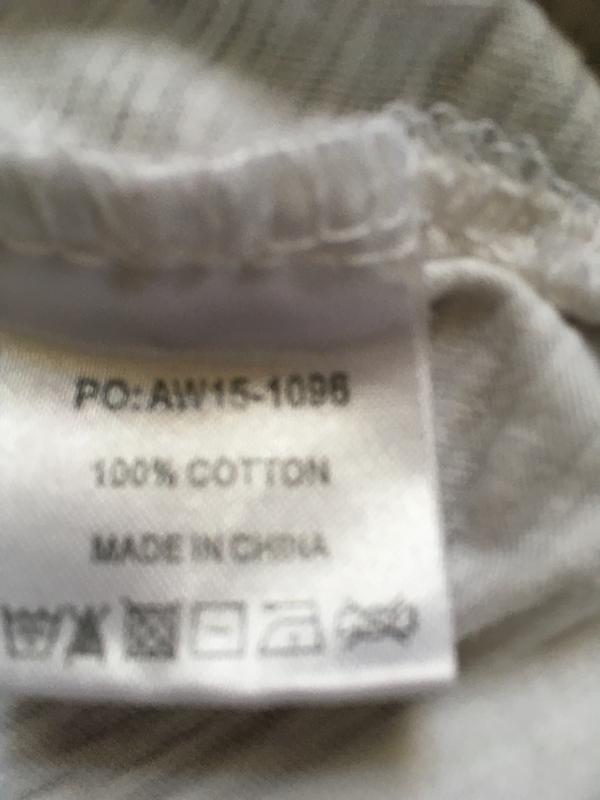 PO:AW15-1096
100% COTTON
MADE IN CHINA